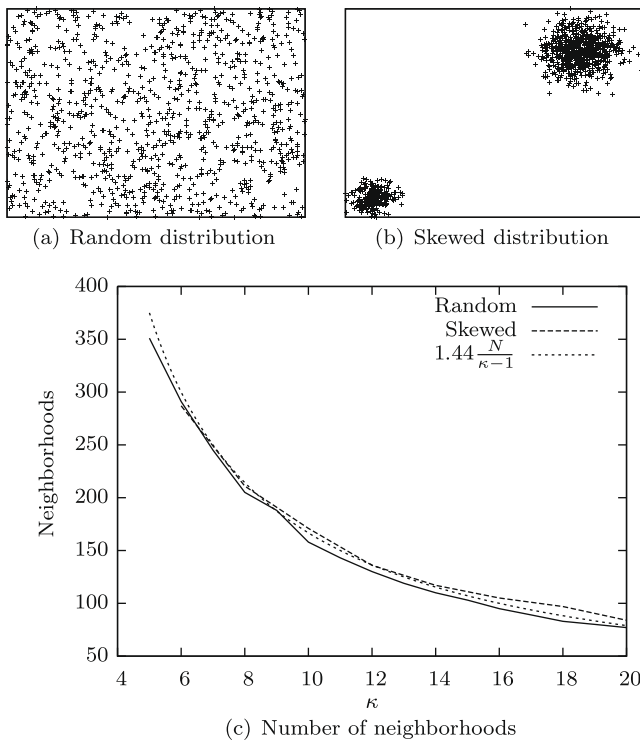 (a) Random distribution
(b) Skewed distribution
400
350
300
250
200
150
100
50
Neighborhoods
Random
Skewed
1.44 N/κ−1
4 6 8 10 12 14 16 18 20
κ
(c) Number of neighborhoods